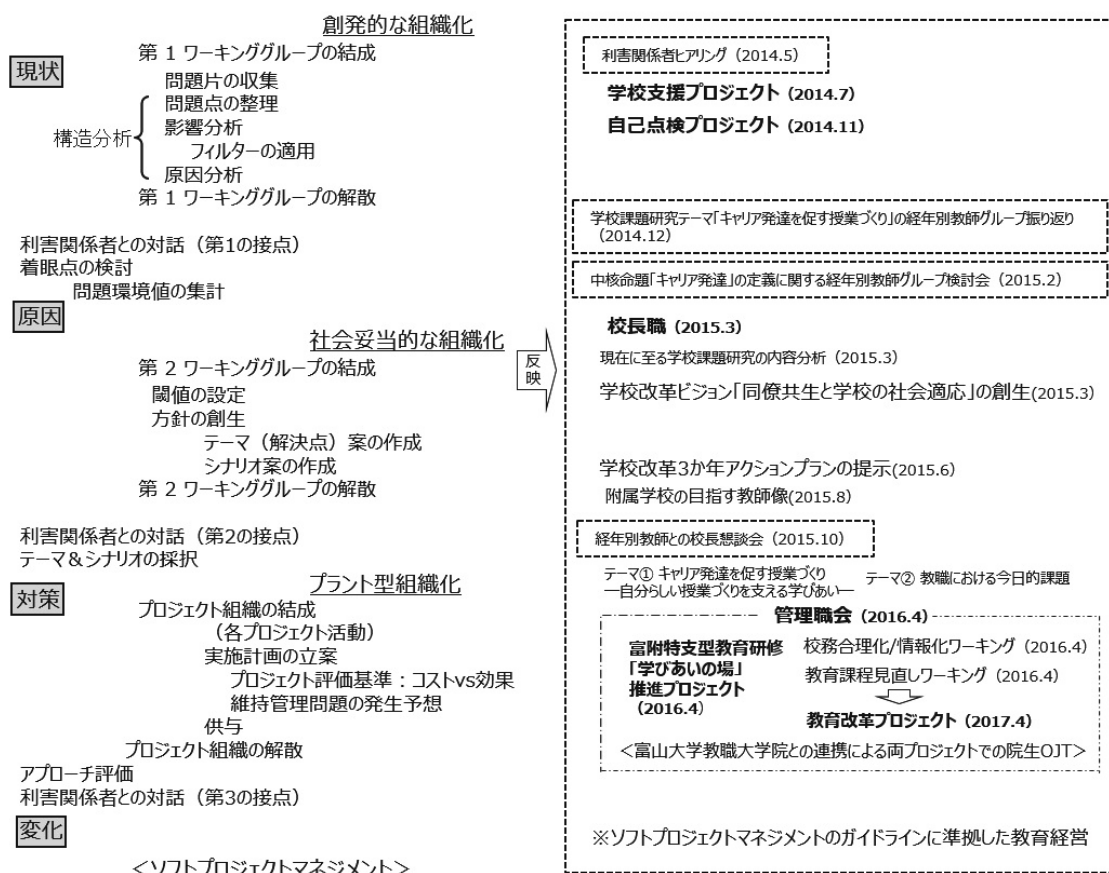 創発的な組織化
第 1 ワーキンググループの結成
現状
問題片の収集
問題点の整理
構造分析
影響分析
フィルターの適用
原因分析
第 1 ワーキンググループの解散
利害関係者との対話（第1の接点）
着眼点の検討
問題環境値の集計
原因
社会妥当的な組織化
第 2 ワーキンググループの結成
閾値の設定
方針の創生
テーマ（解決点）案の作成
シナリオ案の作成
第 2 ワーキンググループの解散
利害関係者との対話（第2の接点）
テーマ＆シナリオの採択
プラント型組織化
対策
プロジェクト組織の結成
（各プロジェクト活動）
実施計画の立案
プロジェクト評価基準：コストvs効果
維持管理問題の発生予想
供与
プロジェクト組織の解散
アプローチ評価
利害関係者との対話（第3の接点）
変化
＜ソフトプロジェクトマネジメント＞
反映
利害関係者ヒアリング（2014.5）
学校支援プロジェクト（2014.7）
自己点検プロジェクト（2014.11）
学校課題研究テーマ「キャリア発達を促す授業づくり」の経年別教師グループ振り返り
（2014.12）
中核命題「キャリア発達」の定義に関する経年別教師グループ検討会（2015.2）
校長職（2015.3）
現在に至る学校課題研究の内容分析（2015.3）
学校改革ビジョン「同僚共生と学校の社会適応」の創生(2015.3)
学校改革3か年アクションプランの提示(2015.6)
附属学校の目指す教師像(2015.8)
経年別教師との校長懇談会（2015.10）
テーマ① キャリア発達を促す授業づくり
―自分らしい授業づくりを支える学びあい―
テーマ② 教職における今日的課題
管理職会（2016.4）
富附特支型教育研修
「学びあいの場」
推進プロジェクト
（2016.4）
校務合理化/情報化ワーキング（2016.4）
教育課程見直しワーキング（2016.4）
教育改革プロジェクト（2017.4）
＜富山大学教職大学院との連携による両プロジェクトでの院生OJT＞
※ソフトプロジェクトマネジメントのガイドラインに準拠した教育経営